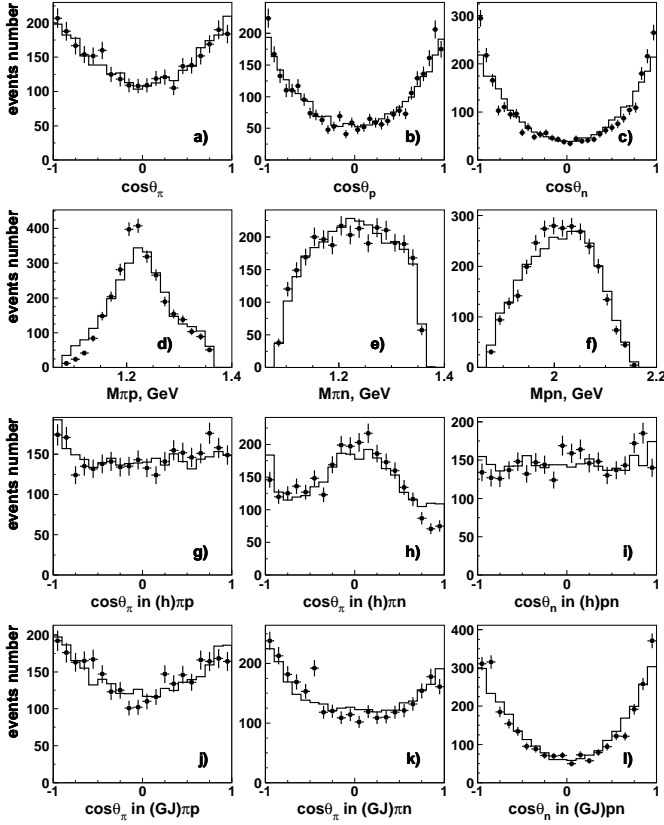 events number
200
150
100
50
0
a)
-1 0 1
cosθπ
200
150
100
50
0
b)
-1 0 1
cosθp
300
200
100
0
c)
-1 0 1
cosθn
events number
400
300
200
100
0
d)
1.2 1.4
Mπp, GeV
200
150
100
50
0
e)
1.2 1.4
Mπn, GeV
300
200
100
0
f)
2 2.2
Mpn, GeV
events number
150
100
50
0
g)
-1 0 1
cosθπ in (h)πp
200
150
100
50
0
h)
-1 0 1
cosθπ in (h)πn
200
150
100
50
0
i)
-1 0 1
cosθn in (h)pn
events number
200
150
100
50
0
j)
-1 0 1
cosθπ in (GJ)πp
250
200
150
100
50
0
k)
-1 0 1
cosθπ in (GJ)πn
400
300
200
100
0
l)
-1 0 1
cosθn in (GJ)pn